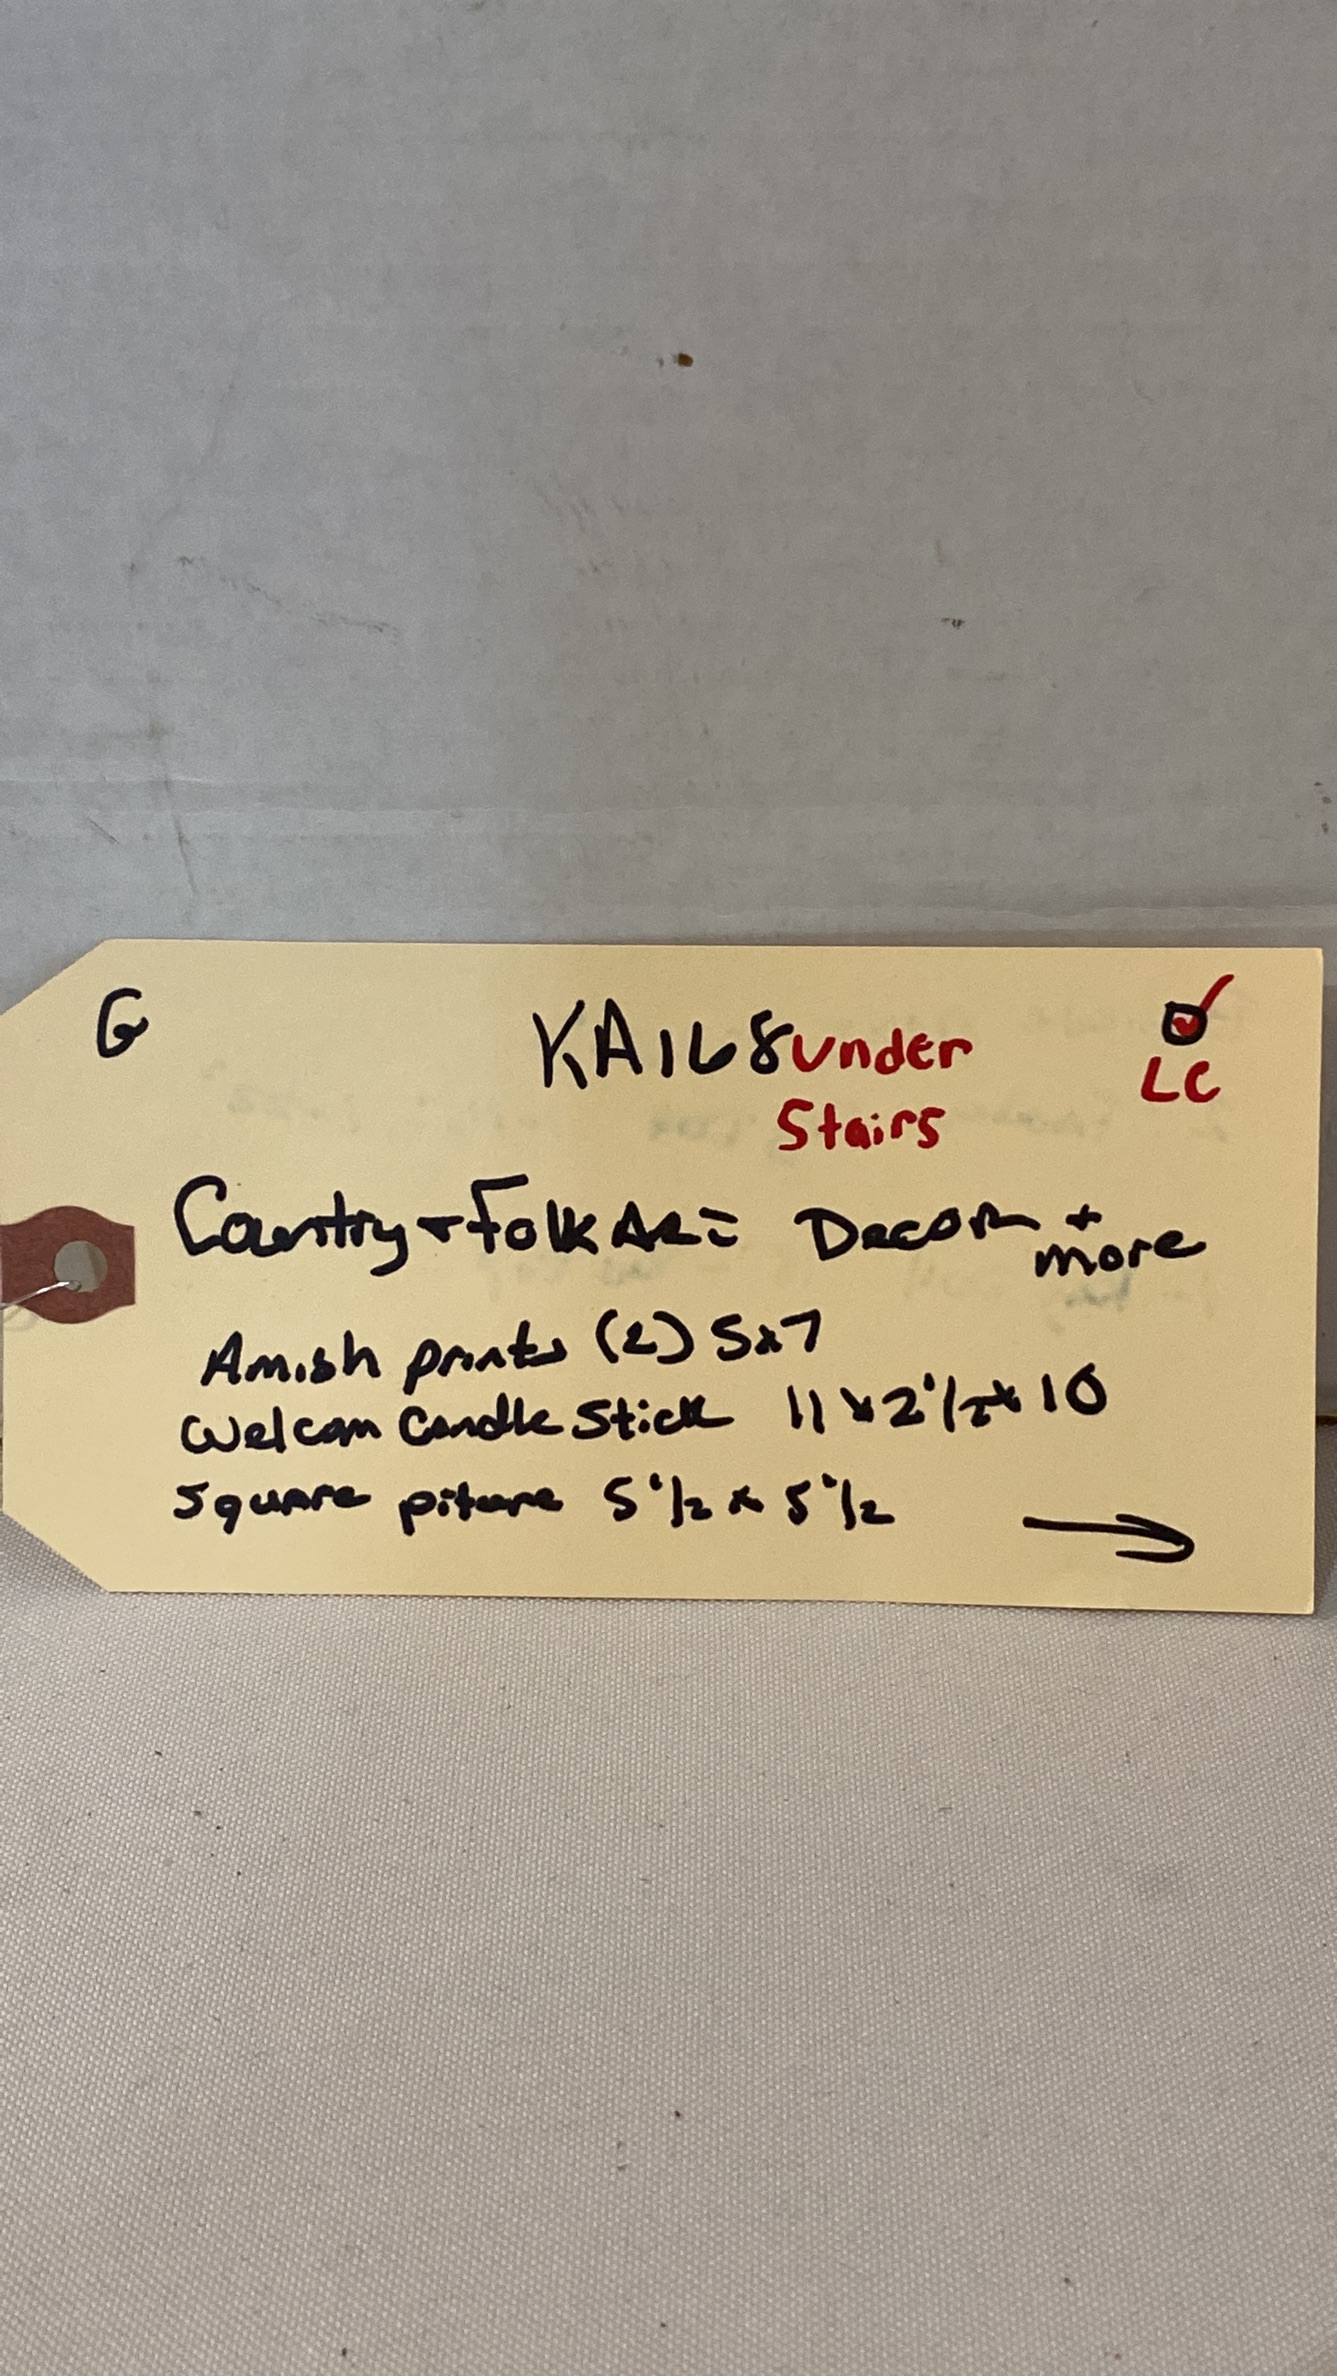 G KA168 under
Stairs
LC
Country + Folk Art Decor + more
Amish prints (2) 5x7
Welcom Candle Stick 11 x 2 1/2 x 10
Square piture 5 1/2 x 5 1/2